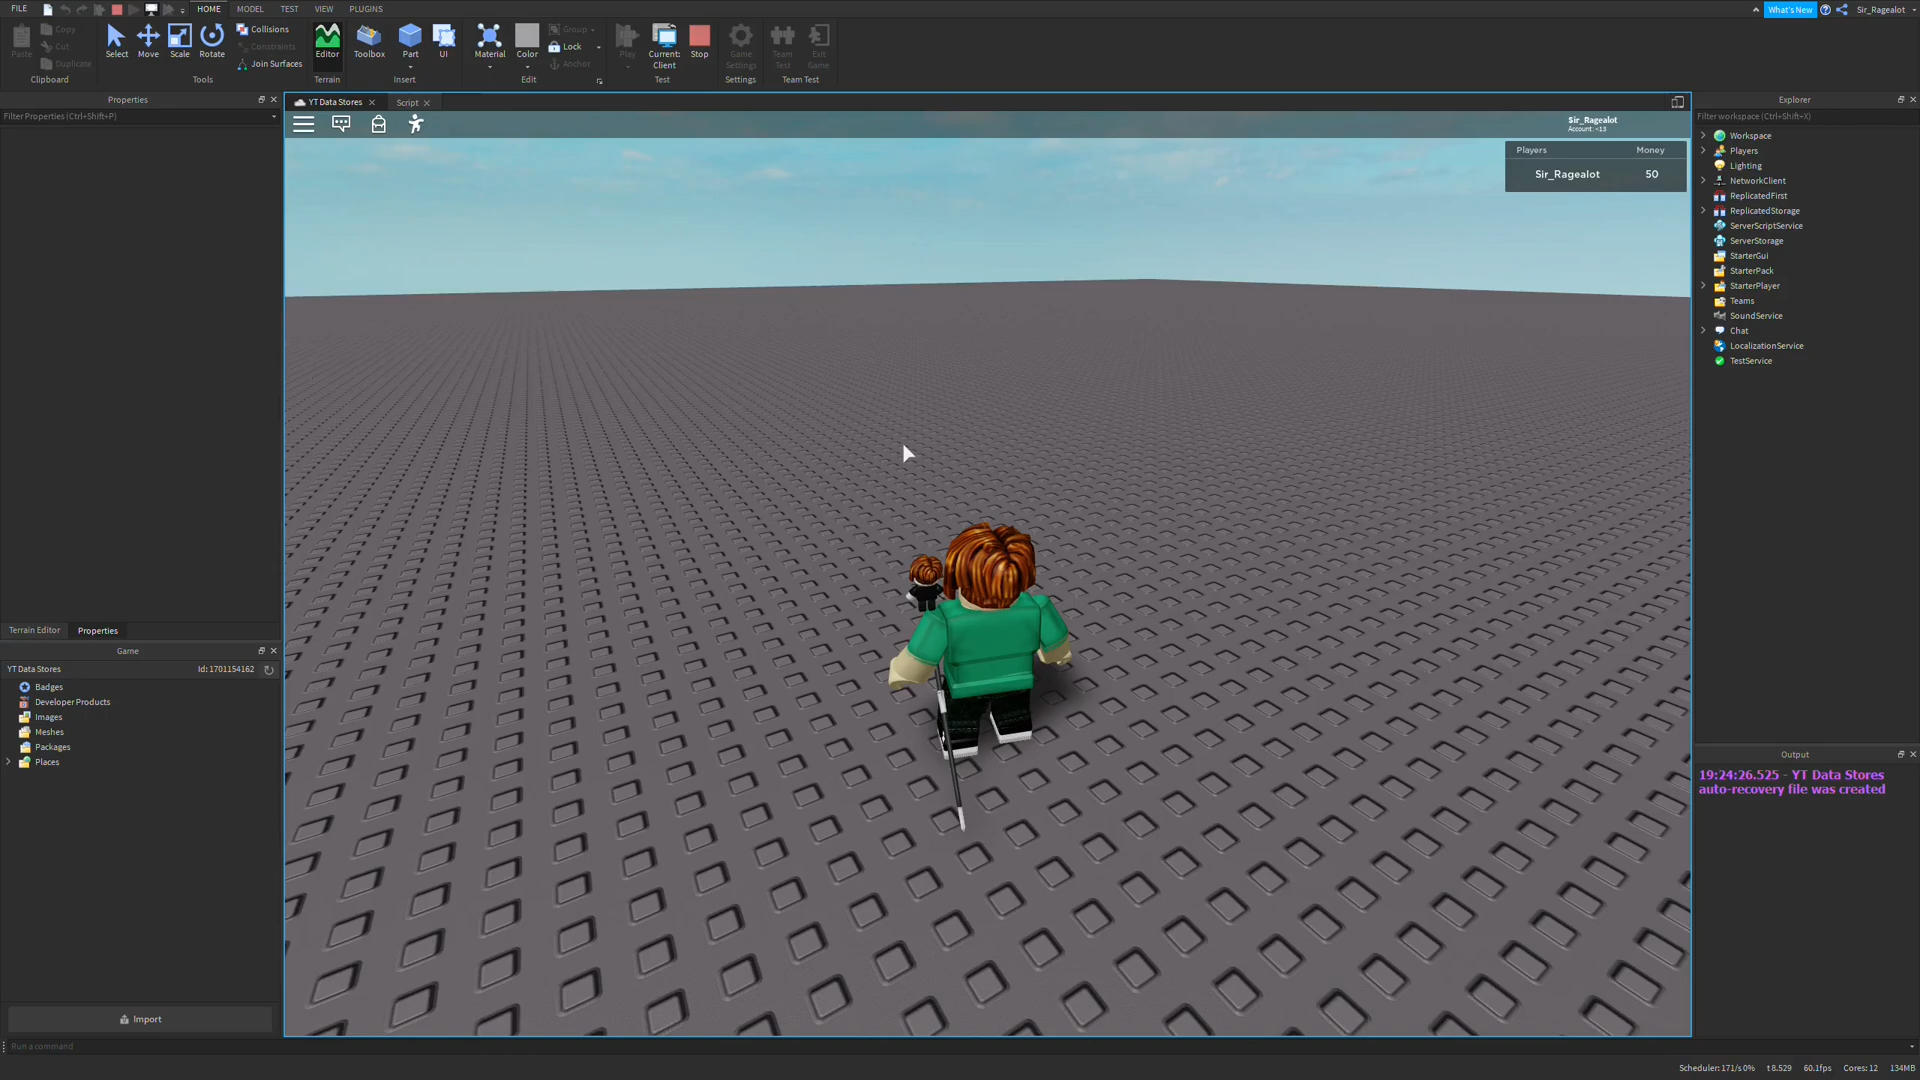 FILE
HOME
MODEL
TEST
VIEW
PLUGINS
What's New
Sir_Ragealot
Paste
Copy
Cut
Duplicate
Clipboard
Select
Move
Scale
Rotate
Collisions
Constraints
Join Surfaces
Tools
Editor
Terrain
Toolbox
Part
UI
Insert
Material
Color
Group
Lock
Anchor
Edit
Play
Current:
Client
Stop
Test
Game
Settings
Settings
Team
Test
Exit
Game
Team Test
Properties
Filter Properties (Ctrl+Shift+P)
Terrain Editor
Properties
Game
YT Data Stores
Id: 1701154162
Badges
Developer Products
Images
Meshes
Packages
Places
Import
Run a command
YT Data Stores
Script
Sir_Ragealot
Account: <13
Players Money
Sir_Ragealot 50
Explorer
Filter workspace (Ctrl+Shift+X)
Workspace
Players
Lighting
NetworkClient
ReplicatedFirst
ReplicatedStorage
ServerScriptService
ServerStorage
StarterGui
StarterPack
StarterPlayer
Teams
SoundService
Chat
LocalizationService
TestService
Output
19:24:26.525 - YT Data Stores
auto-recovery file was created
Scheduler: 171/s 0% t 8.529 60.1fps Cores: 12 134MB